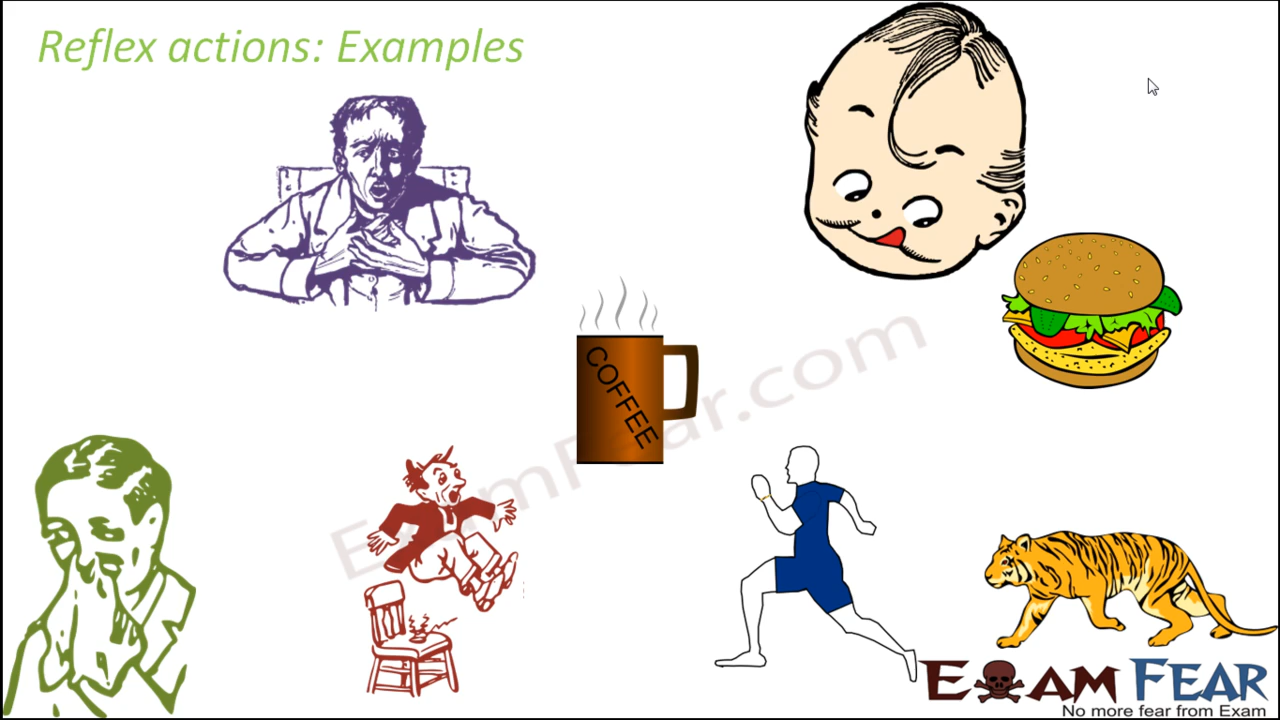 Reflex actions: Examples
COFFEE
ExamFear.com
EXAM FEAR
No more fear from Exam